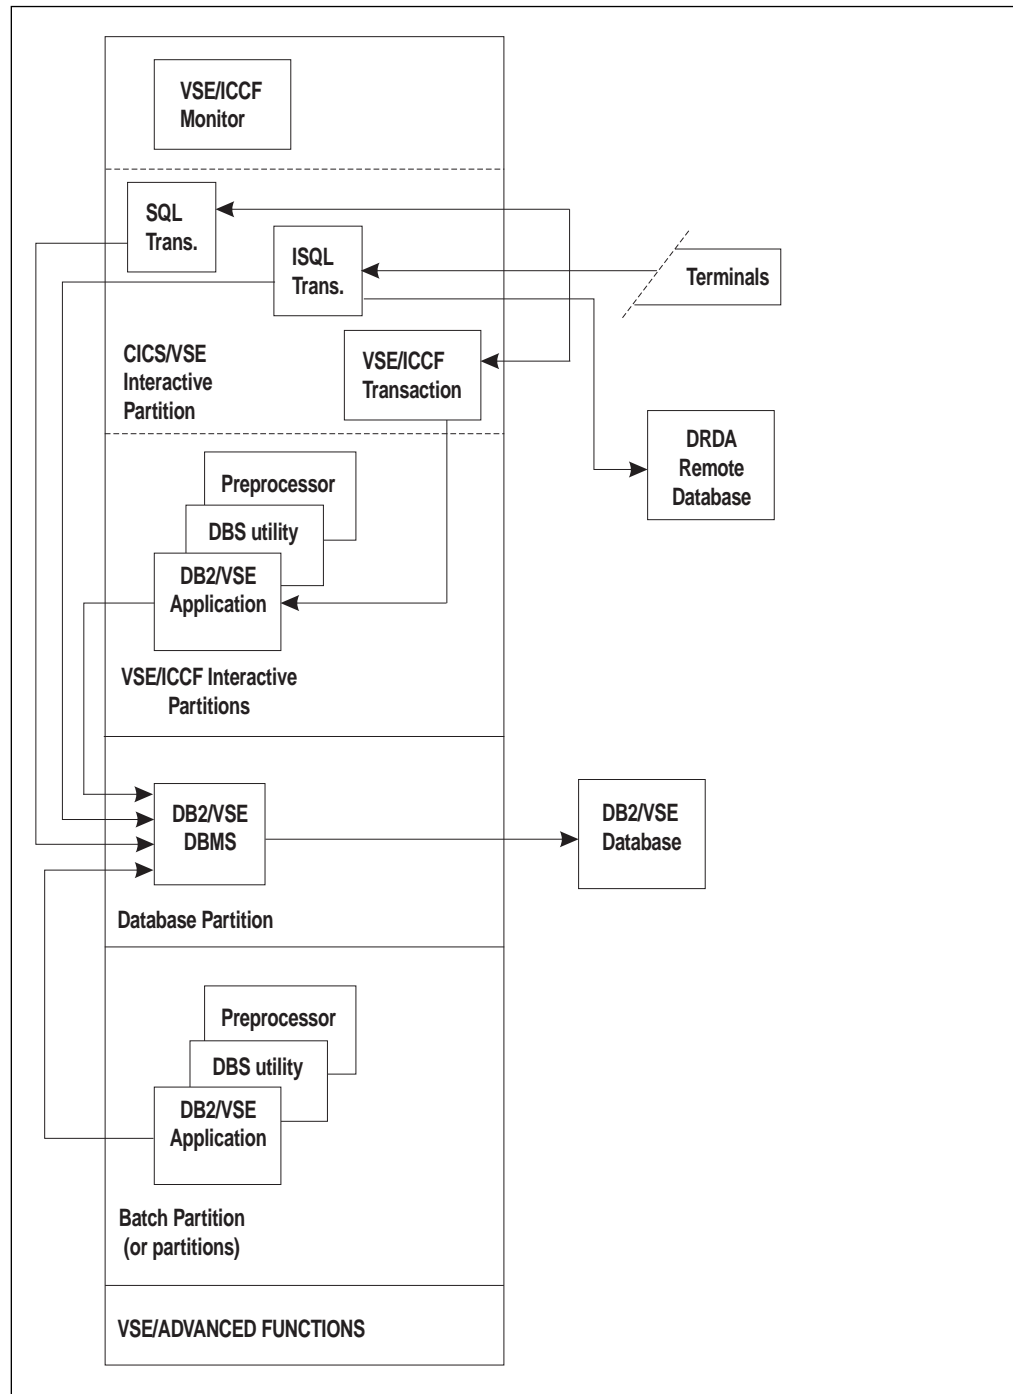 VSE/ICCF
Monitor
SQL
Trans.
ISQL
Trans.
Terminals
CICS/VSE
Interactive
Partition
VSE/ICCF
Transaction
DRDA
Remote
Database
Preprocessor
DBS utility
DB2/VSE
Application
VSE/ICCF Interactive
Partitions
DB2/VSE
DBMS
DB2/VSE
Database
Database Partition
Preprocessor
DBS utility
DB2/VSE
Application
Batch Partition
(or partitions)
VSE/ADVANCED FUNCTIONS